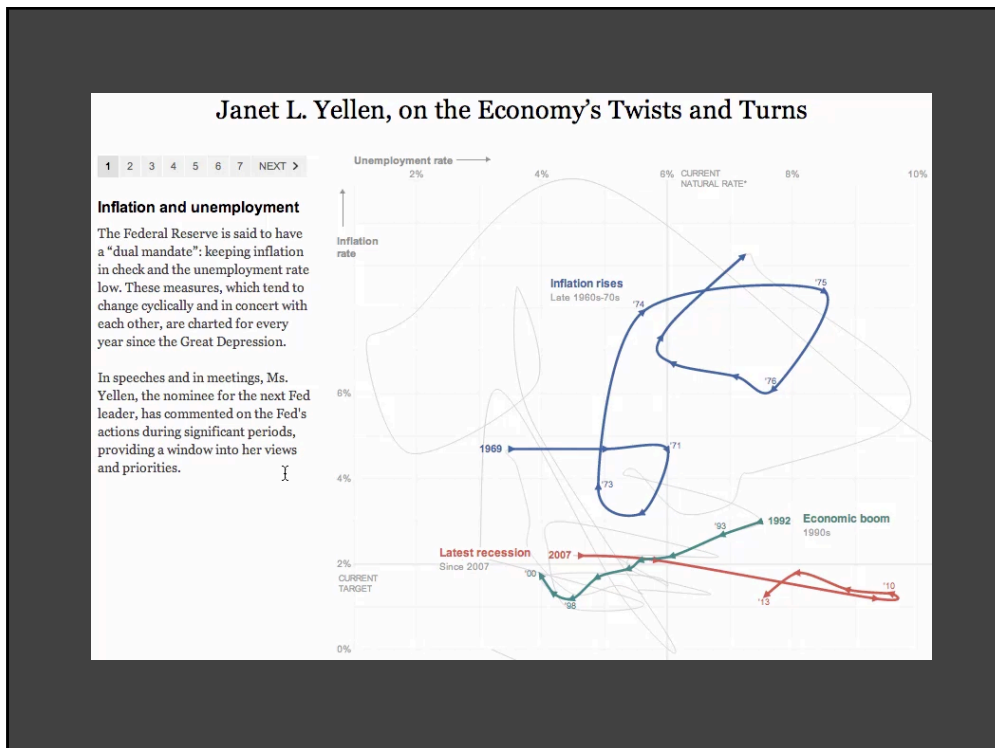 Janet L. Yellen, on the Economy's Twists and Turns
1 2 3 4 5 6 7 NEXT >
Inflation and unemployment
The Federal Reserve is said to have
a “dual mandate”: keeping inflation
in check and the unemployment rate
low. These measures, which tend to
change cyclically and in concert with
each other, are charted for every
year since the Great Depression.
In speeches and in meetings, Ms.
Yellen, the nominee for the next Fed
leader, has commented on the Fed's
actions during significant periods,
providing a window into her views
and priorities.
Unemployment rate
2% 4% 6% CURRENT 8% 10%
NATURAL RATE*
Inflation
rate
Inflation rises
Late 1960s-70s
'75
'74
'76
6%
1969
'71
4%
'73
1992
Economic boom
1990s
'93
Latest recession
Since 2007
2007
2%
CURRENT
TARGET
'00
'98
'10
'13
0%